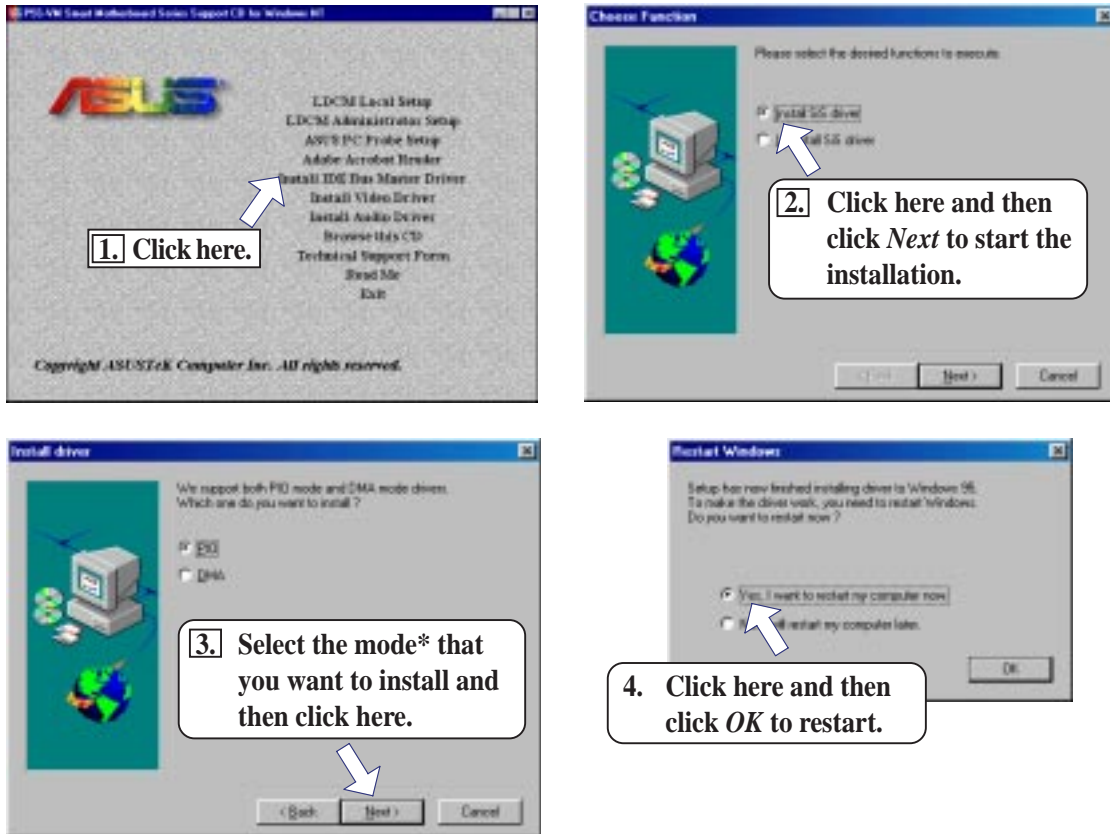 P5S-VM Smart Motherboard Series Support CD for Windows NT
ASUS
LDCM Local Setup
LDCM Administrator Setup
ASUS PC Probe Setup
Adobe Acrobat Reader
Install IDE Bus Master Driver
Install Video Driver
Install Audio Driver
Browse this CD
Technical Support Form
Read Me
Exit
1. Click here.
Copyright ASUSTeK Computer Inc. All rights reserved.
Choose Function
Please select the desired functions to execute
Install SiS driver
SiS driver
2. Click here and then
click Next to start the
installation.
Next >
Cancel
Install driver
We support both PIO mode and DMA mode drivers.
Which one do you want to install ?
PIO
DMA
3. Select the mode* that
you want to install and
then click here.
< Back
Next >
Cancel
Restart Windows
Setup has now finished installing driver to Windows 95.
To make the driver work, you need to restart Windows.
Do you want to restart now ?
Yes, I want to restart my computer now.
restart my computer later.
OK
4. Click here and then
click OK to restart.